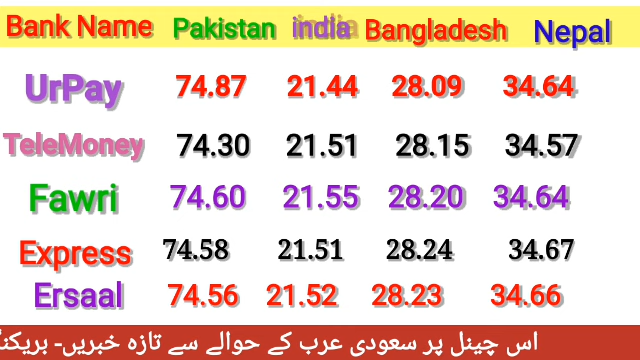 Bank Name Pakistan india Bangladesh Nepal
UrPay 74.87 21.44 28.09 34.64
TeleMoney 74.30 21.51 28.15 34.57
Fawri 74.60 21.55 28.20 34.64
Express 74.58 21.51 28.24 34.67
Ersaal 74.56 21.52 28.23 34.66
اس چینل پر سعودی عرب کے حوالے سے تازہ خبریں-